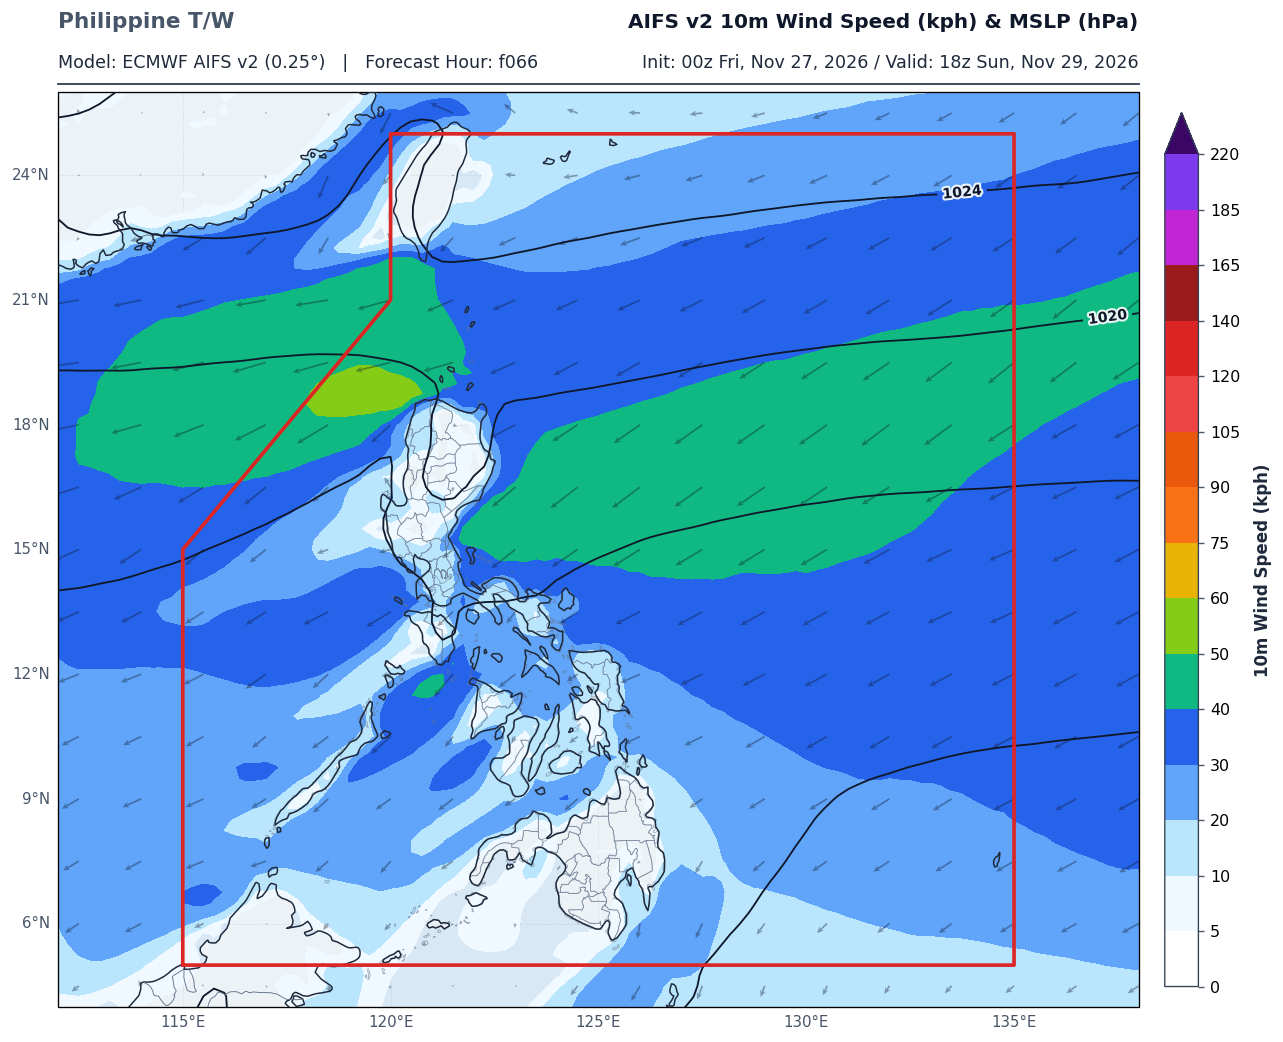 Philippine T/W
AIFS v2 10m Wind Speed (kph) & MSLP (hPa)
Model: ECMWF AIFS v2 (0.25°) | Forecast Hour: f066
Init: 00z Fri, Nov 27, 2026 / Valid: 18z Sun, Nov 29, 2026
24°N
21°N
18°N
15°N
12°N
9°N
6°N
1024
1020
115°E
120°E
125°E
130°E
135°E
220
185
165
140
120
105
90
75
60
50
40
30
20
10
5
0
10m Wind Speed (kph)